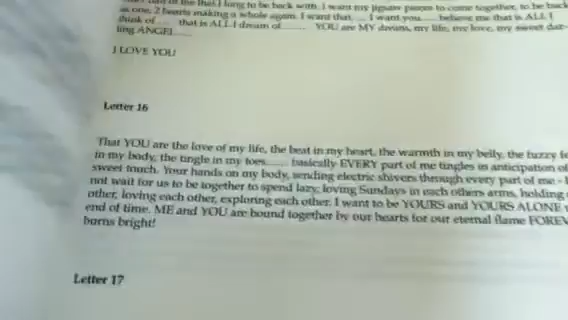 of me that I long to be back with. I want my jigsaw pieces to come together, to be back
as one, 2 hearts making a whole again. I want that..... I want you..... believe me that is ALL I
think of..... that is ALL I dream of........ YOU are MY dreams, my life, my love, my sweet dar-
ling ANGEL.....
I LOVE YOU
Letter 16
That YOU are the love of my life, the beat in my heart, the warmth in my belly, the fuzzy
in my body, the tingle in my toes....... basically EVERY part of me tingles in anticipation of
sweet touch. Your hands on my body, sending electric shivers through every part of me -
not wait for us to be together to spend lazy, loving Sundays in each others arms, holding
other, loving each other, exploring each other. I want to be YOURS and YOURS ALONE
end of time. ME and YOU are bound together by our hearts for our eternal flame FOREV
burns bright!
Letter 17